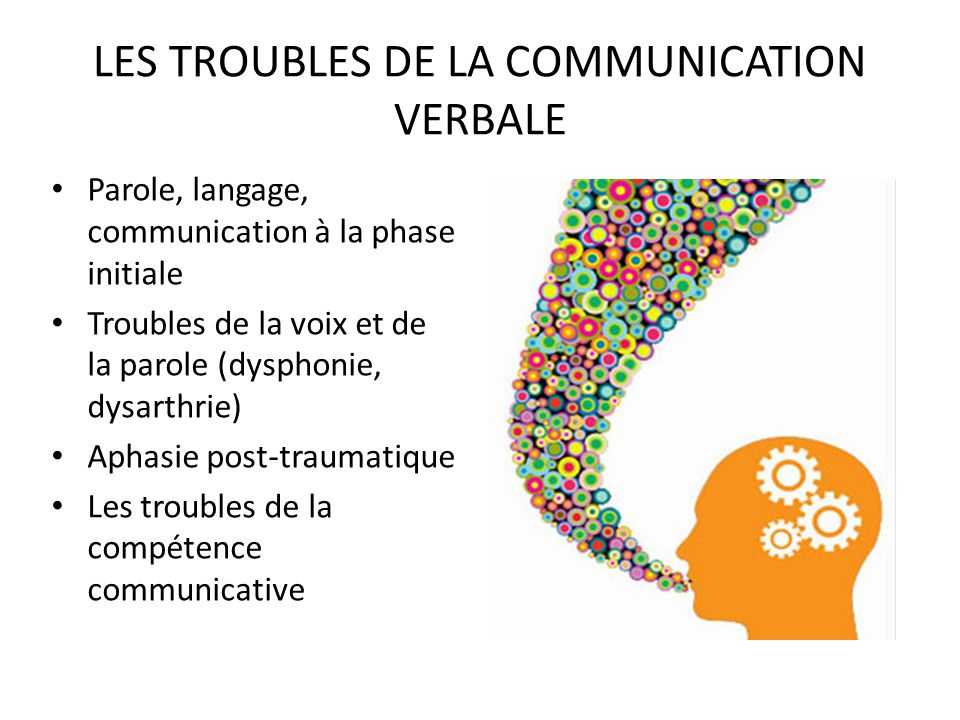 LES TROUBLES DE LA COMMUNICATION
VERBALE
• Parole, langage,
communication à la phase
initiale
• Troubles de la voix et de
la parole (dysphonie,
dysarthrie)
• Aphasie post-traumatique
• Les troubles de la
compétence
communicative